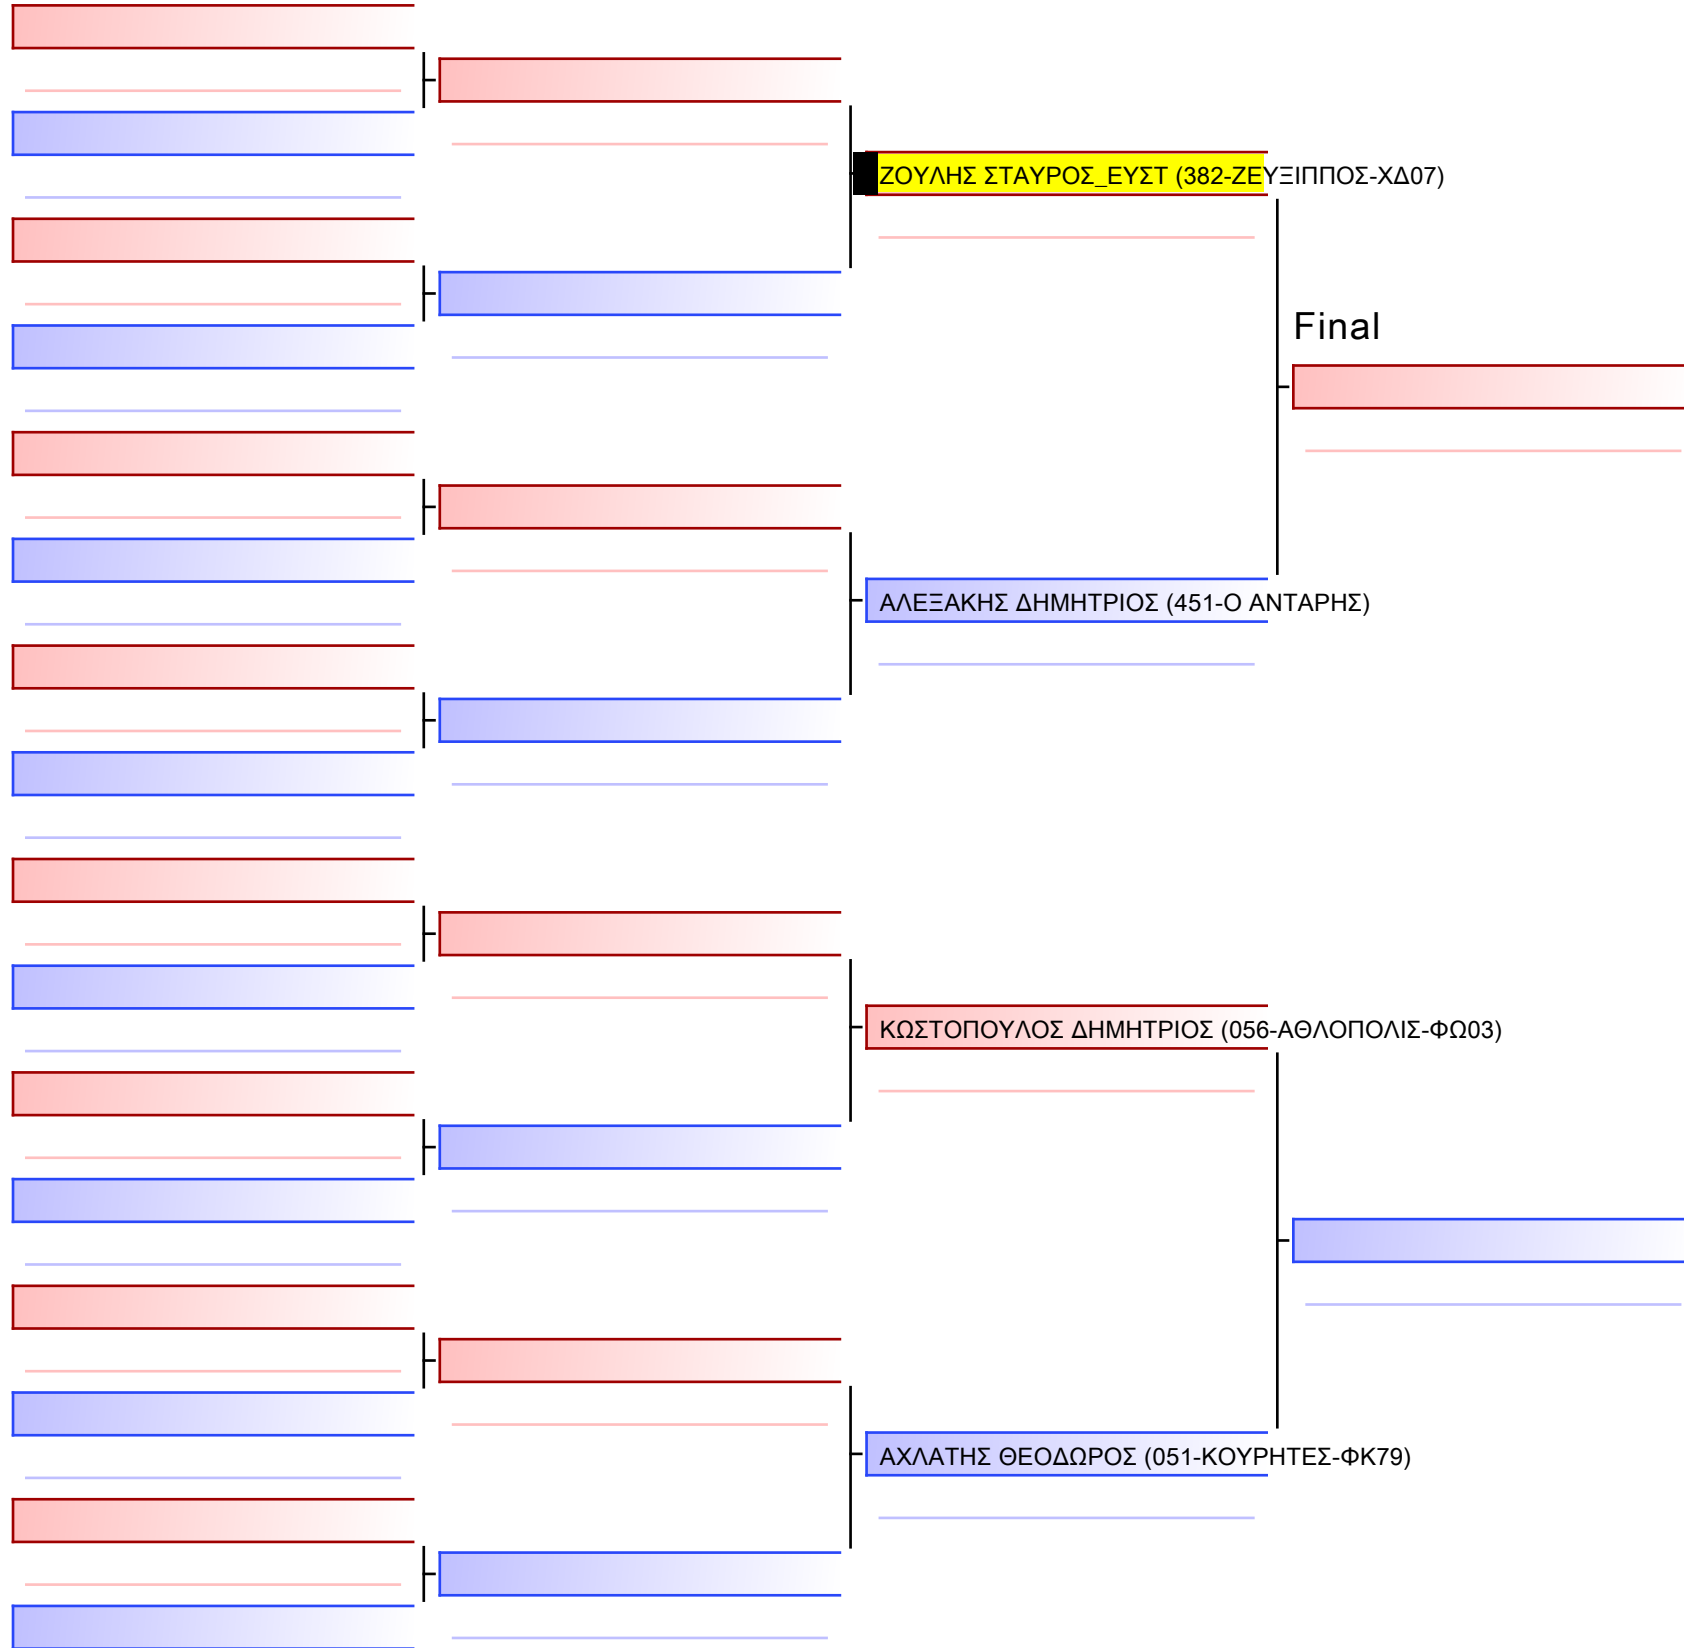 ΖΟΥΛΗΣ ΣΤΑΥΡΟΣ_ΕΥΣΤ (382-ΖΕΥΞΙΠΠΟΣ-ΧΔ07)
Final
ΑΛΕΞΑΚΗΣ ΔΗΜΗΤΡΙΟΣ (451-Ο ΑΝΤΑΡΗΣ)
ΚΩΣΤΟΠΟΥΛΟΣ ΔΗΜΗΤΡΙΟΣ (056-ΑΘΛΟΠΟΛΙΣ-ΦΩ03)
ΑΧΛΑΤΗΣ ΘΕΟΔΩΡΟΣ (051-ΚΟΥΡΗΤΕΣ-ΦΚ79)